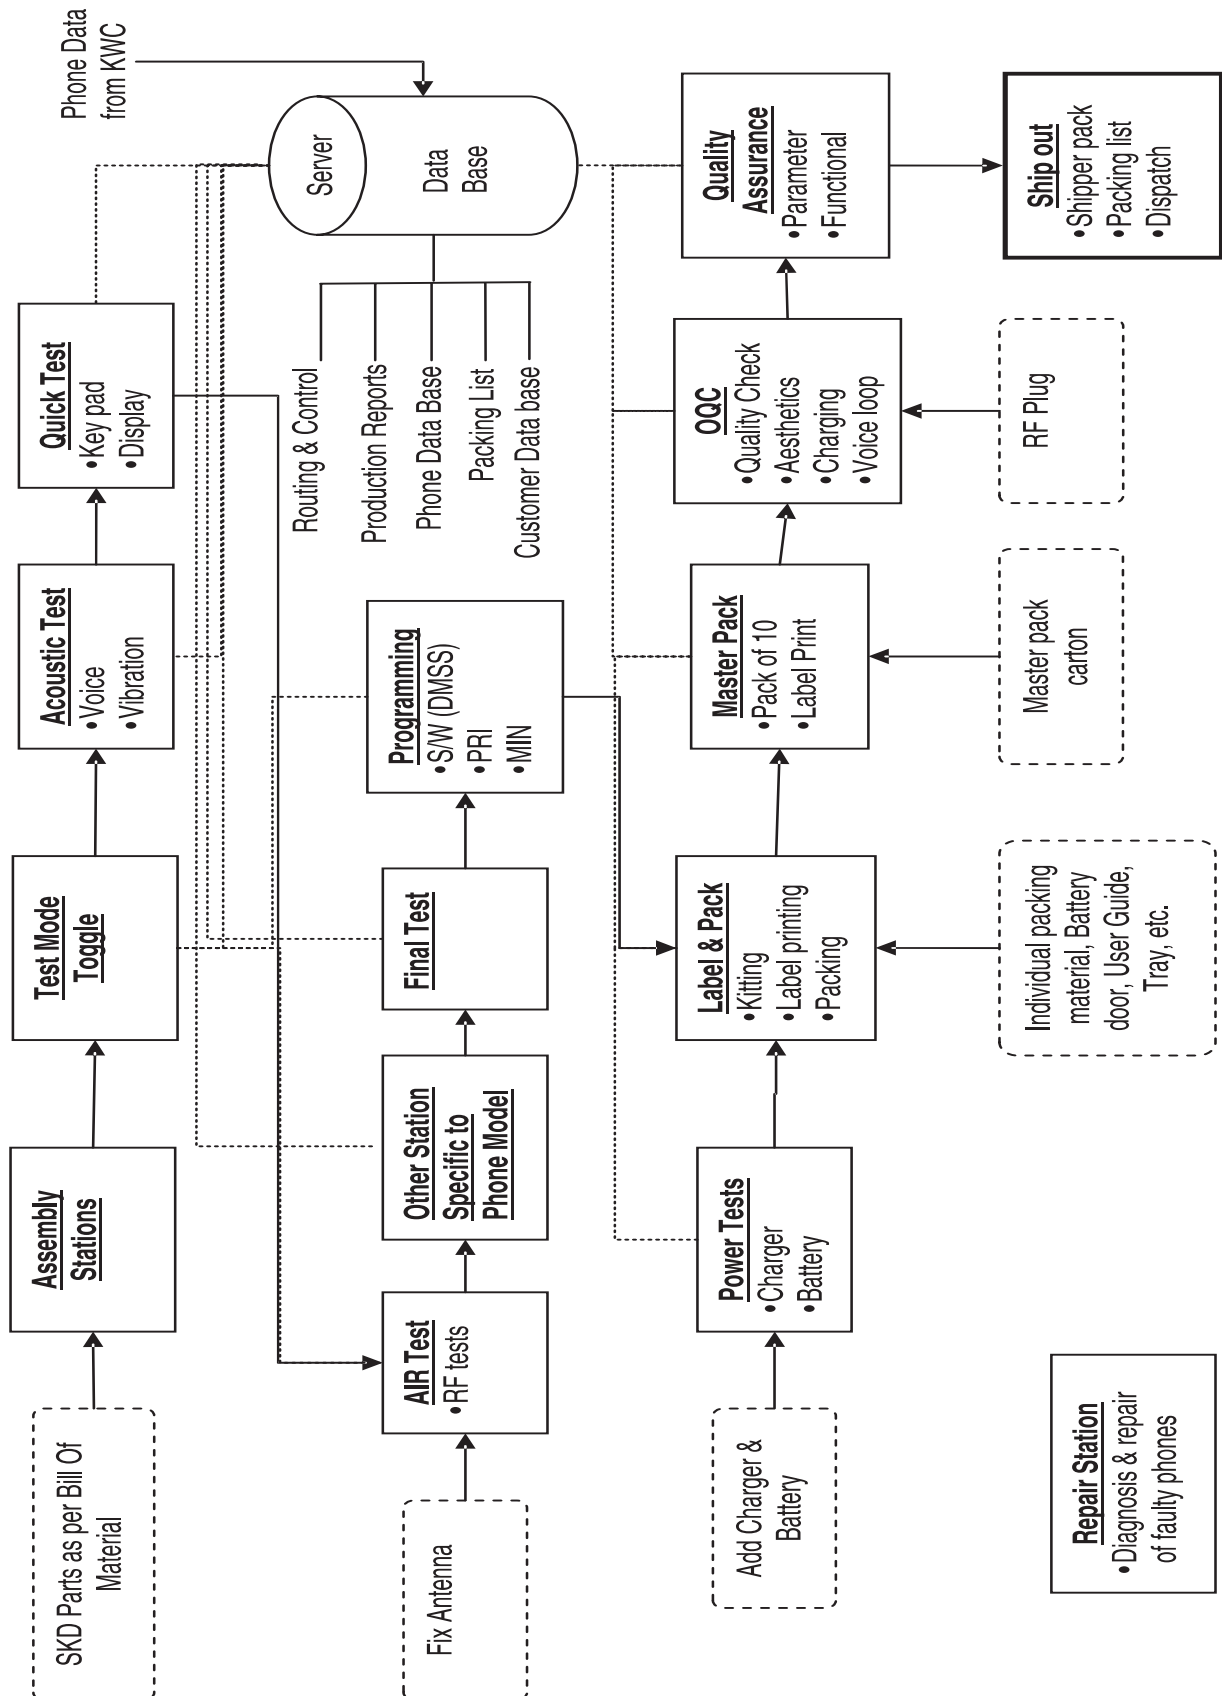 SKD Parts as per Bill Of
Material
Assembly
Stations
Test Mode
Toggle
Acoustic Test
• Voice
• Vibration
Quick Test
• Key pad
• Display
Phone Data
from KWC
Fix Antenna
AIR Test
• RF tests
Other Station
Specific to
Phone Model
Final Test
Programming
• S/W (DMSS)
• PRI
• MIN
Routing & Control
Production Reports
Phone Data Base
Packing List
Customer Data base
Server
Data
Base
Add Charger &
Battery
Power Tests
• Charger
• Battery
Label & Pack
• Kitting
• Label printing
• Packing
Master Pack
• Pack of 10
• Label Print
OQC
• Quality Check
• Aesthetics
• Charging
• Voice loop
Quality
Assurance
• Parameter
• Functional
Repair Station
• Diagnosis & repair
of faulty phones
Individual packing
material, Battery
door, User Guide,
Tray, etc.
Master pack
carton
RF Plug
Ship out
• Shipper pack
• Packing list
• Dispatch